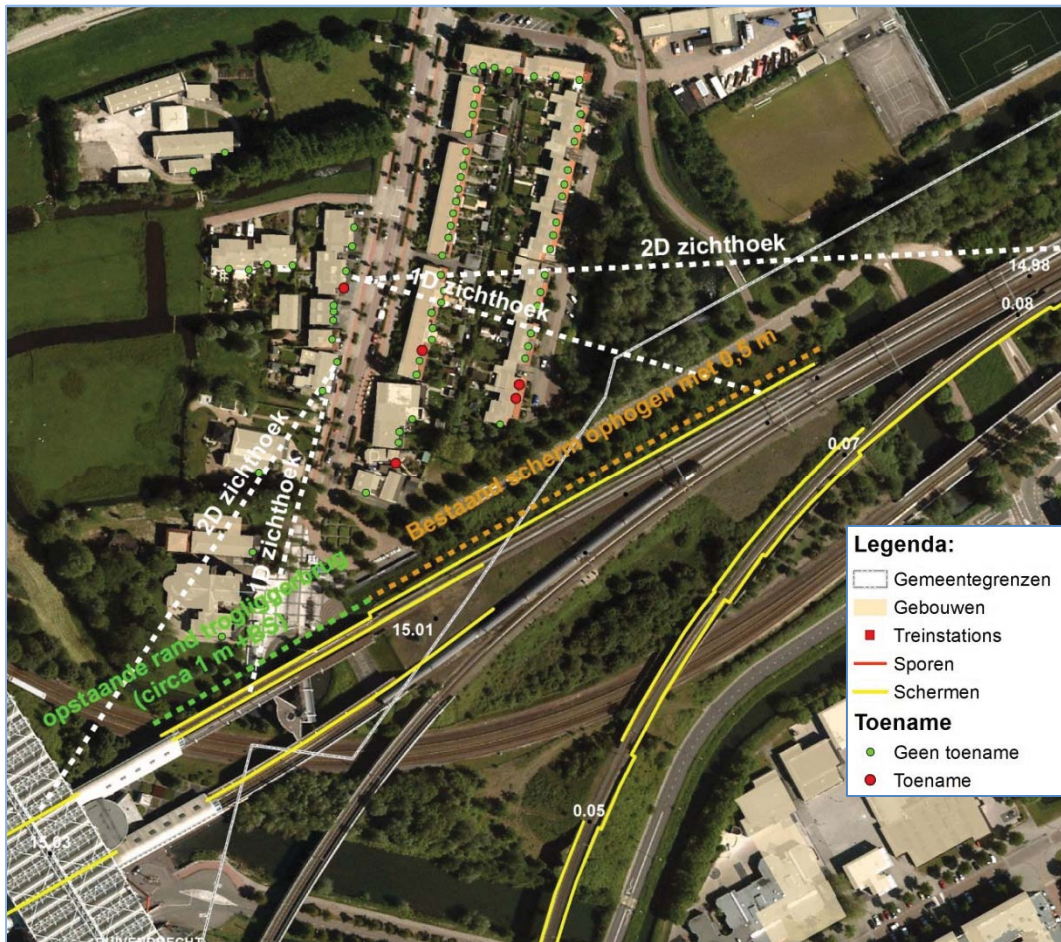 2D zichthoek
14.98
1D zichthoek
0.08
Bestaand scherm ophogen met 0,5 m
2D zichthoek
1D zichthoek
0.07
opstaande rand trogliggerbrug
(circa 1 m +BS)
15.01
0.05
15.03
DUIVENDRECHT
Legenda:
Gemeentegrenzen
Gebouwen
Treinstations
Sporen
Schermen
Toename
Geen toename
Toename